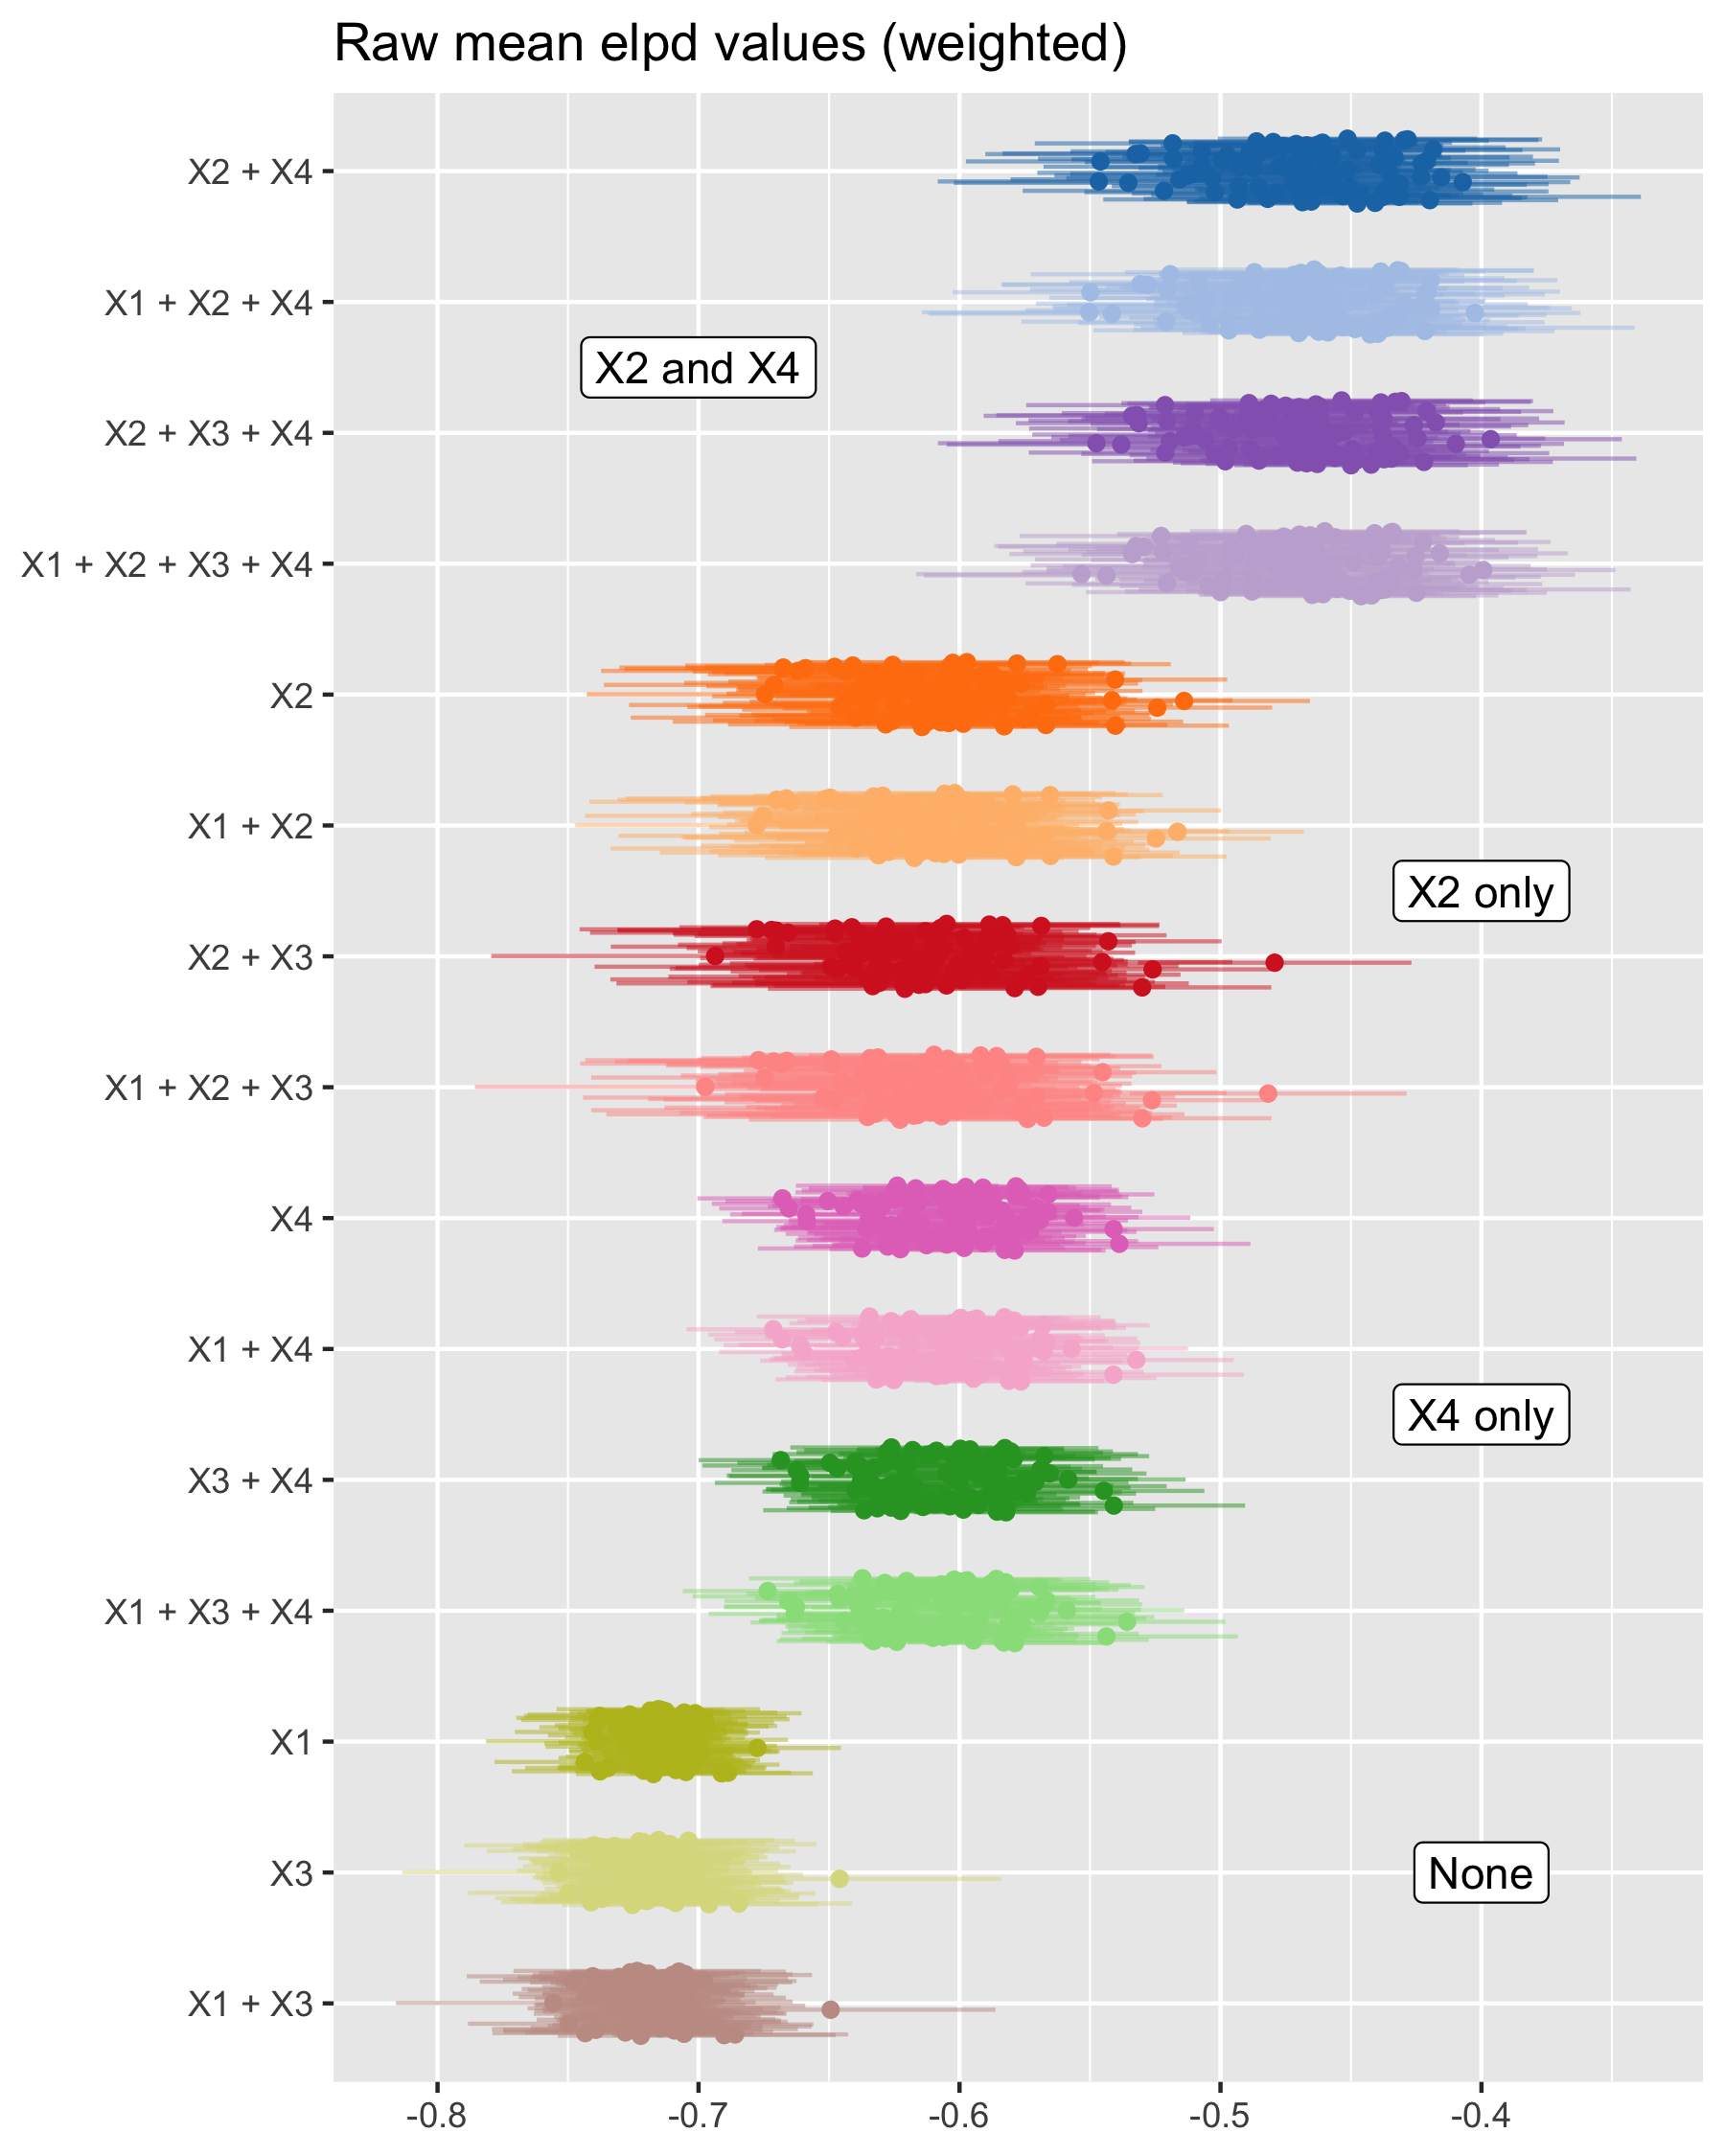 Raw mean elpd values (weighted)
X2 + X4
X1 + X2 + X4
X2 and X4
X2 + X3 + X4
X1 + X2 + X3 + X4
X2
X1 + X2
X2 only
X2 + X3
X1 + X2 + X3
X4
X1 + X4
X4 only
X3 + X4
X1 + X3 + X4
X1
X3
None
X1 + X3
-0.8 -0.7 -0.6 -0.5 -0.4